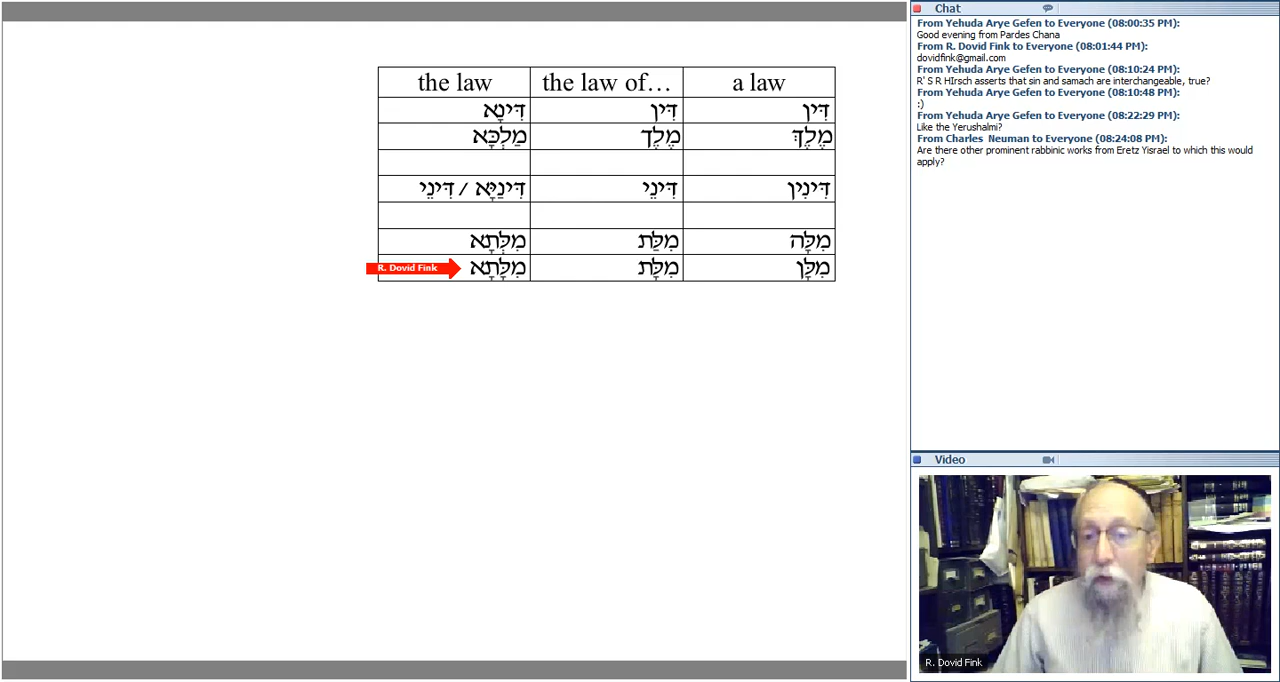 the law the law of… a law
דִּינָא דִּין דִּין
מַלְכָּא מֶלֶךְ מֶלֶךְ
דִּינַיָּא / דִּינֵי דִּינֵי דִּינִין
מִלְּתָא מִלַּת מִלָּה
R. Dovid Fink
מִלָּתָא מִלָּת מִלָּן
Chat
From Yehuda Arye Gefen to Everyone (08:00:35 PM):
Good evening from Pardes Chana
From R. Dovid Fink to Everyone (08:01:44 PM):
dovidfink@gmail.com
From Yehuda Arye Gefen to Everyone (08:10:24 PM):
R' S R HIrsch asserts that sin and samach are interchangeable, true?
From Yehuda Arye Gefen to Everyone (08:10:48 PM):
:)
From Yehuda Arye Gefen to Everyone (08:22:29 PM):
Like the Yerushalmi?
From Charles Neuman to Everyone (08:24:08 PM):
Are there other prominent rabbinic works from Eretz Yisrael to which this would
apply?
Video
R. Dovid Fink